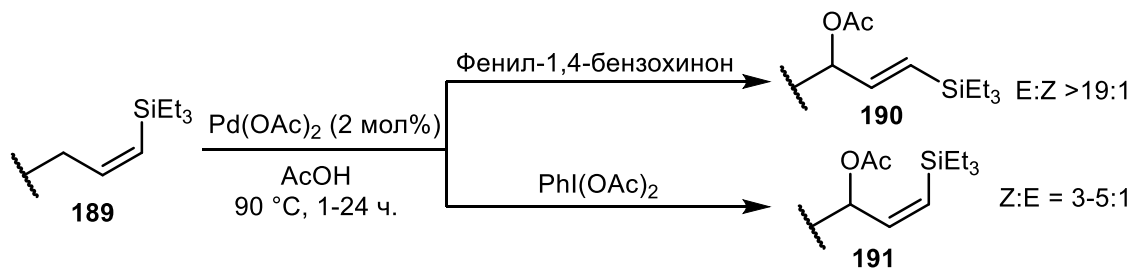 SiEt3
189
Pd(OAc)2 (2 мол%)
AcOH
90 °C, 1-24 ч.
Фенил-1,4-бензохинон
PhI(OAc)2
OAc
SiEt3
190
E:Z >19:1
OAc
SiEt3
191
Z:E = 3-5:1